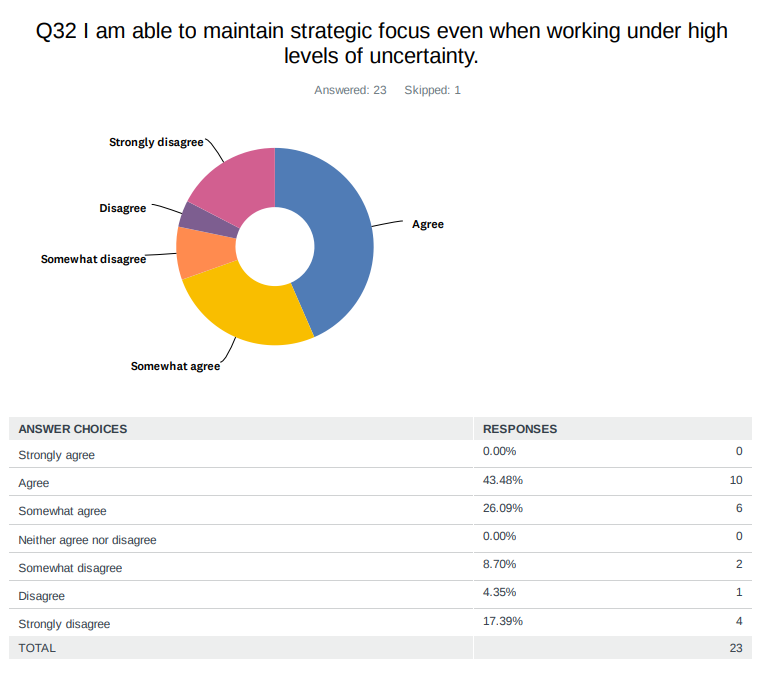 Q32 I am able to maintain strategic focus even when working under high
levels of uncertainty.
Answered: 23 Skipped: 1
Strongly disagree
Disagree
Agree
Somewhat disagree
Somewhat agree
ANSWER CHOICES RESPONSES
Strongly agree 0.00% 0
Agree 43.48% 10
Somewhat agree 26.09% 6
Neither agree nor disagree 0.00% 0
Somewhat disagree 8.70% 2
Disagree 4.35% 1
Strongly disagree 17.39% 4
TOTAL 23